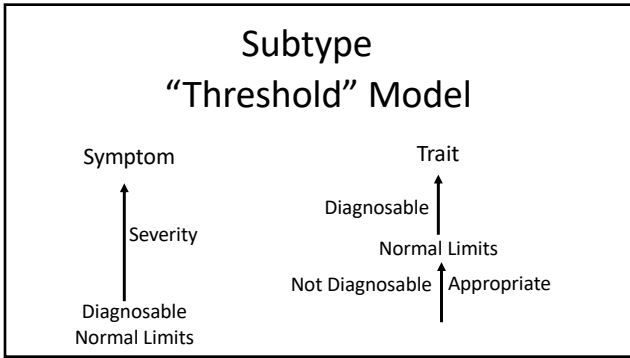 Subtype
“Threshold” Model
Symptom
Severity
Diagnosable
Normal Limits
Trait
Diagnosable
Normal Limits
Not Diagnosable
Appropriate